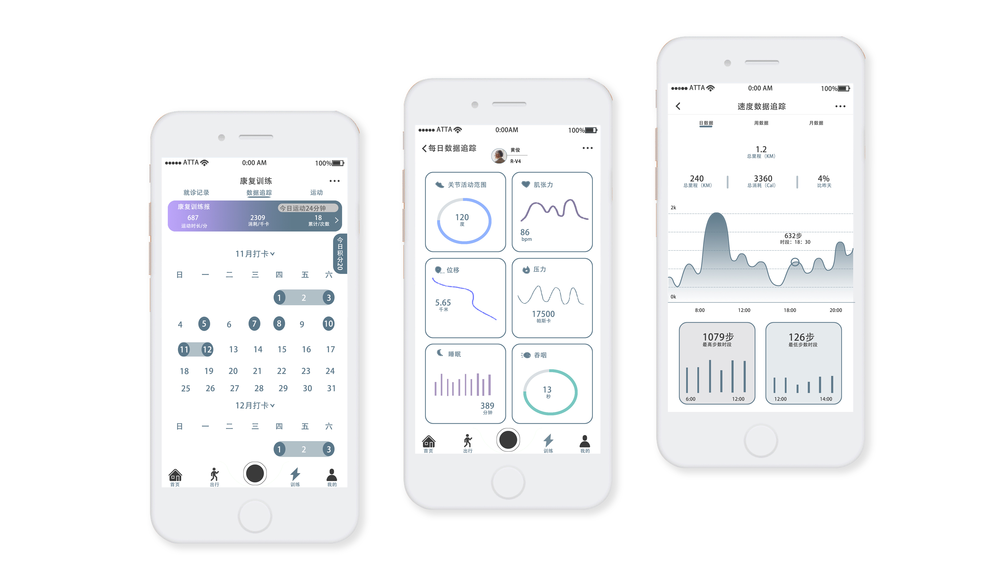 ATTA 0:00 AM 100%
康复训练
就诊记录 数据追踪 运动
康复训练报 今日运动24分钟
687 2309 18
运动时长/分 消耗/千卡 累计/次数
今日积分20
11月打卡
日 一 二 三 四 五 六
1 2 3
4 5 6 7 8 9 10
11 12 13 14 15 16 17
18 19 20 21 22 23 24
25 26 27 28 29 30 31
12月打卡
日 一 二 三 四 五 六
1 2 3
首页 出行 训练 我的
ATTA 0:00AM 100%
每日数据追踪
黄俊
R-V4
关节活动范围
120
度
肌张力
86
bpm
位移
5.65
千米
压力
17500
帕斯卡
睡眠
389
分钟
吞咽
13
秒
首页 出行 训练 我的
ATTA 0:00 AM 100%
速度数据追踪
日数据 周数据 月数据
1.2
总里程（KM）
240 3360 4%
总里程（KM） 总消耗（Cal） 比昨天
2k
632步
时段：18：30
0k
8:00 12:00 18:00 20:00
1079步
最高步数时段
6:00 12:00
126步
最低步数时段
12:00 14:00